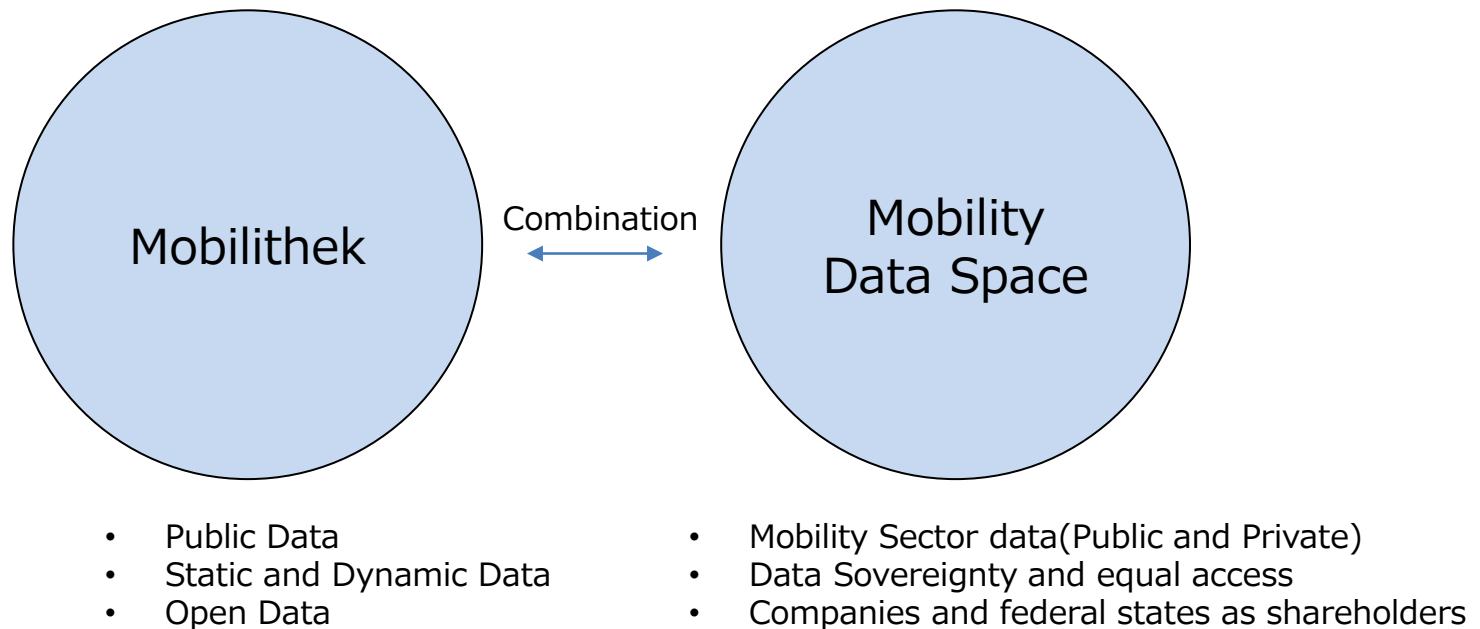 Mobilithek
Combination
Mobility
Data Space
• Public Data
• Static and Dynamic Data
• Open Data
• Mobility Sector data(Public and Private)
• Data Sovereignty and equal access
• Companies and federal states as shareholders